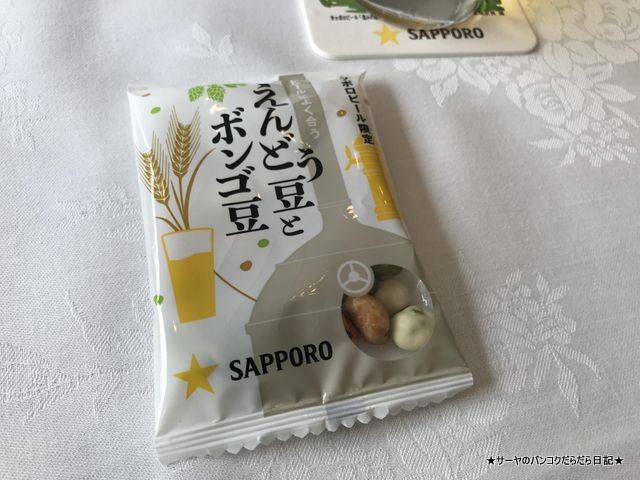 SAPPORO
サッポロビール限定
ビールによく合う
えんどう豆と
ボンゴ豆
SAPPORO
★サーヤのバンコクだらだら日記★